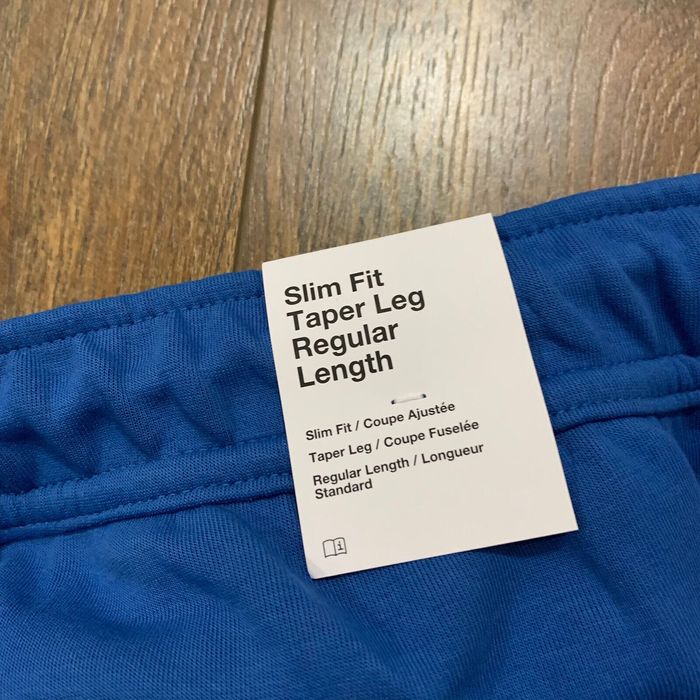 Slim Fit
Taper Leg
Regular
Length
Slim Fit / Coupe Ajustée
Taper Leg / Coupe Fuselée
Regular Length / Longueur
Standard
i